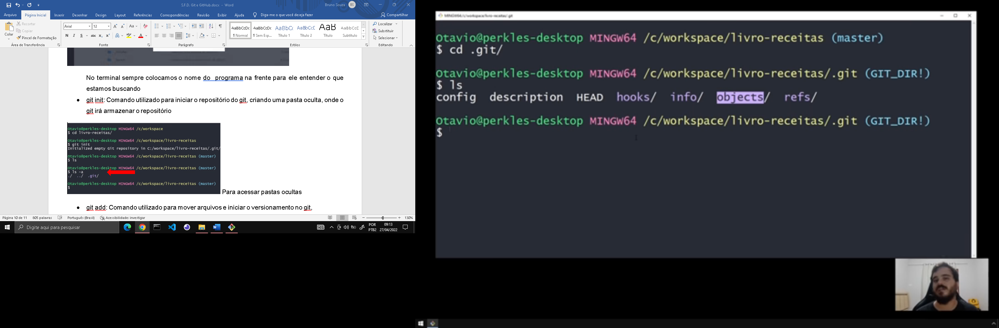 S.F.D. Git e GitHub.docx - Word
Bruno Souza
BS
Arquivo
Página Inicial
Inserir
Desenhar
Design
Layout
Referências
Correspondências
Revisão
Exibir
Ajuda
Diga-me o que você deseja fazer
Compartilhar
Colar
Recortar
Copiar
Pincel de Formatação
Área de Transferência
Arial
12
Aa
N I S abc x₂ x²
Fonte
Parágrafo
AaBbCcDc AaBbCcDc AaBbC( AaBbCcE AaB AaBbCcD
¶ Normal ¶ Sem Esp... Título 1 Título 2 Título Subtítulo
Estilos
Localizar
Substituir
Selecionar
Editando
No terminal sempre colocamos o nome do programa na frente para ele entender o que
estamos buscando
● git init: Comando utilizado para iniciar o repositório do git, criando uma pasta oculta, onde o
git irá armazenar o repositório
Otavio@perkles-desktop MINGW64 /c/workspace
$ cd livro-receitas/
Otavio@perkles-desktop MINGW64 /c/workspace/livro-receitas
$ git init
Initialized empty Git repository in C:/workspace/livro-receitas/.git/
Otavio@perkles-desktop MINGW64 /c/workspace/livro-receitas (master)
$ ls
Otavio@perkles-desktop MINGW64 /c/workspace/livro-receitas (master)
$ ls -a
./ ../ .git/
Otavio@perkles-desktop MINGW64 /c/workspace/livro-receitas (master)
$
Para acessar pastas ocultas
● git add: Comando utilizado para mover arquivos e iniciar o versionamento no git,
Página 10 de 11
805 palavras
Português (Brasil)
Acessibilidade: investigar
130%
Digite aqui para pesquisar
POR
PTB2
09:13
27/04/2022
MINGW64:/c/workspace/livro-receitas/.git
Otavio@perkles-desktop MINGW64 /c/workspace/livro-receitas (master)
$ cd .git/
Otavio@perkles-desktop MINGW64 /c/workspace/livro-receitas/.git (GIT_DIR!)
$ ls
config description HEAD hooks/ info/ objects/ refs/
Otavio@perkles-desktop MINGW64 /c/workspace/livro-receitas/.git (GIT_DIR!)
$